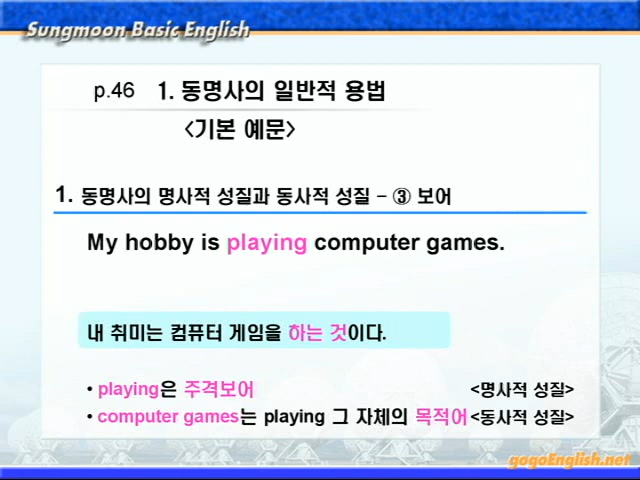 Sungmoon Basic English
p.46 1. 동명사의 일반적 용법
<기본 예문>
1. 동명사의 명사적 성질과 동사적 성질 - ③ 보어
My hobby is playing computer games.
내 취미는 컴퓨터 게임을 하는 것이다.
• playing은 주격보어 <명사적 성질>
• computer games는 playing 그 자체의 목적어 <동사적 성질>
gogoEnglish.net